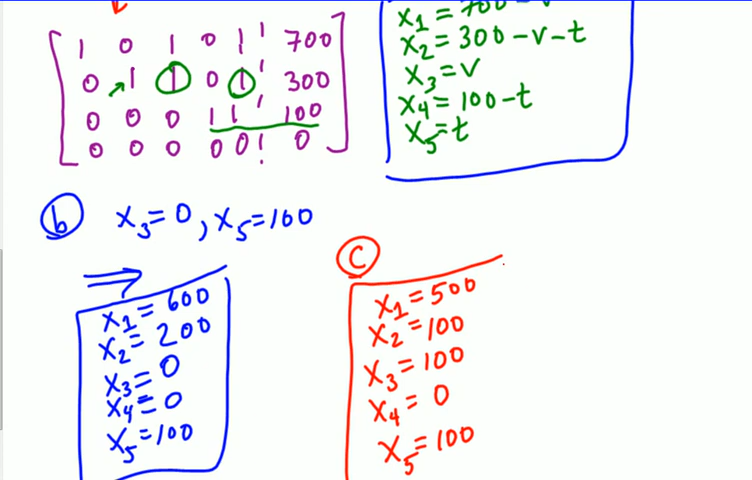 1 0 1 0 1 ¦ 700
0 1 1 0 1 ¦ 300
0 0 0 1 1 ¦ 100
0 0 0 0 0 ¦ 0
x₁ = 700 - v
x₂ = 300 - v - t
x₃ = v
x₄ = 100 - t
x₅ = t
b x₃ = 0, x₅ = 100
⇒
x₁ = 600
x₂ = 200
x₃ = 0
x₄ = 0
x₅ = 100
c
x₁ = 500
x₂ = 100
x₃ = 100
x₄ = 0
x₅ = 100